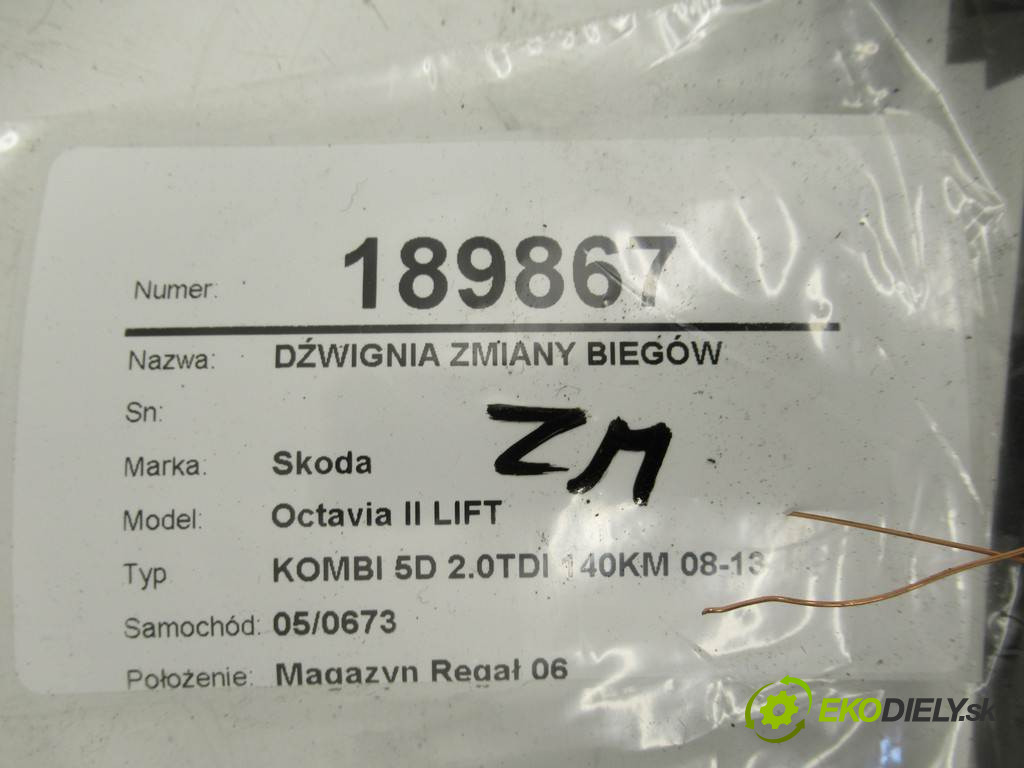 Numer: 189867
Nazwa: DŹWIGNIA ZMIANY BIEGÓW
Sn:
ZM
Marka: Skoda
Model: Octavia II LIFT
Typ KOMBI 5D 2.0TDI 140KM 08-13
Samochód: 05/0673
Położenie: Magazyn Regał 06
EKODIELY.sk